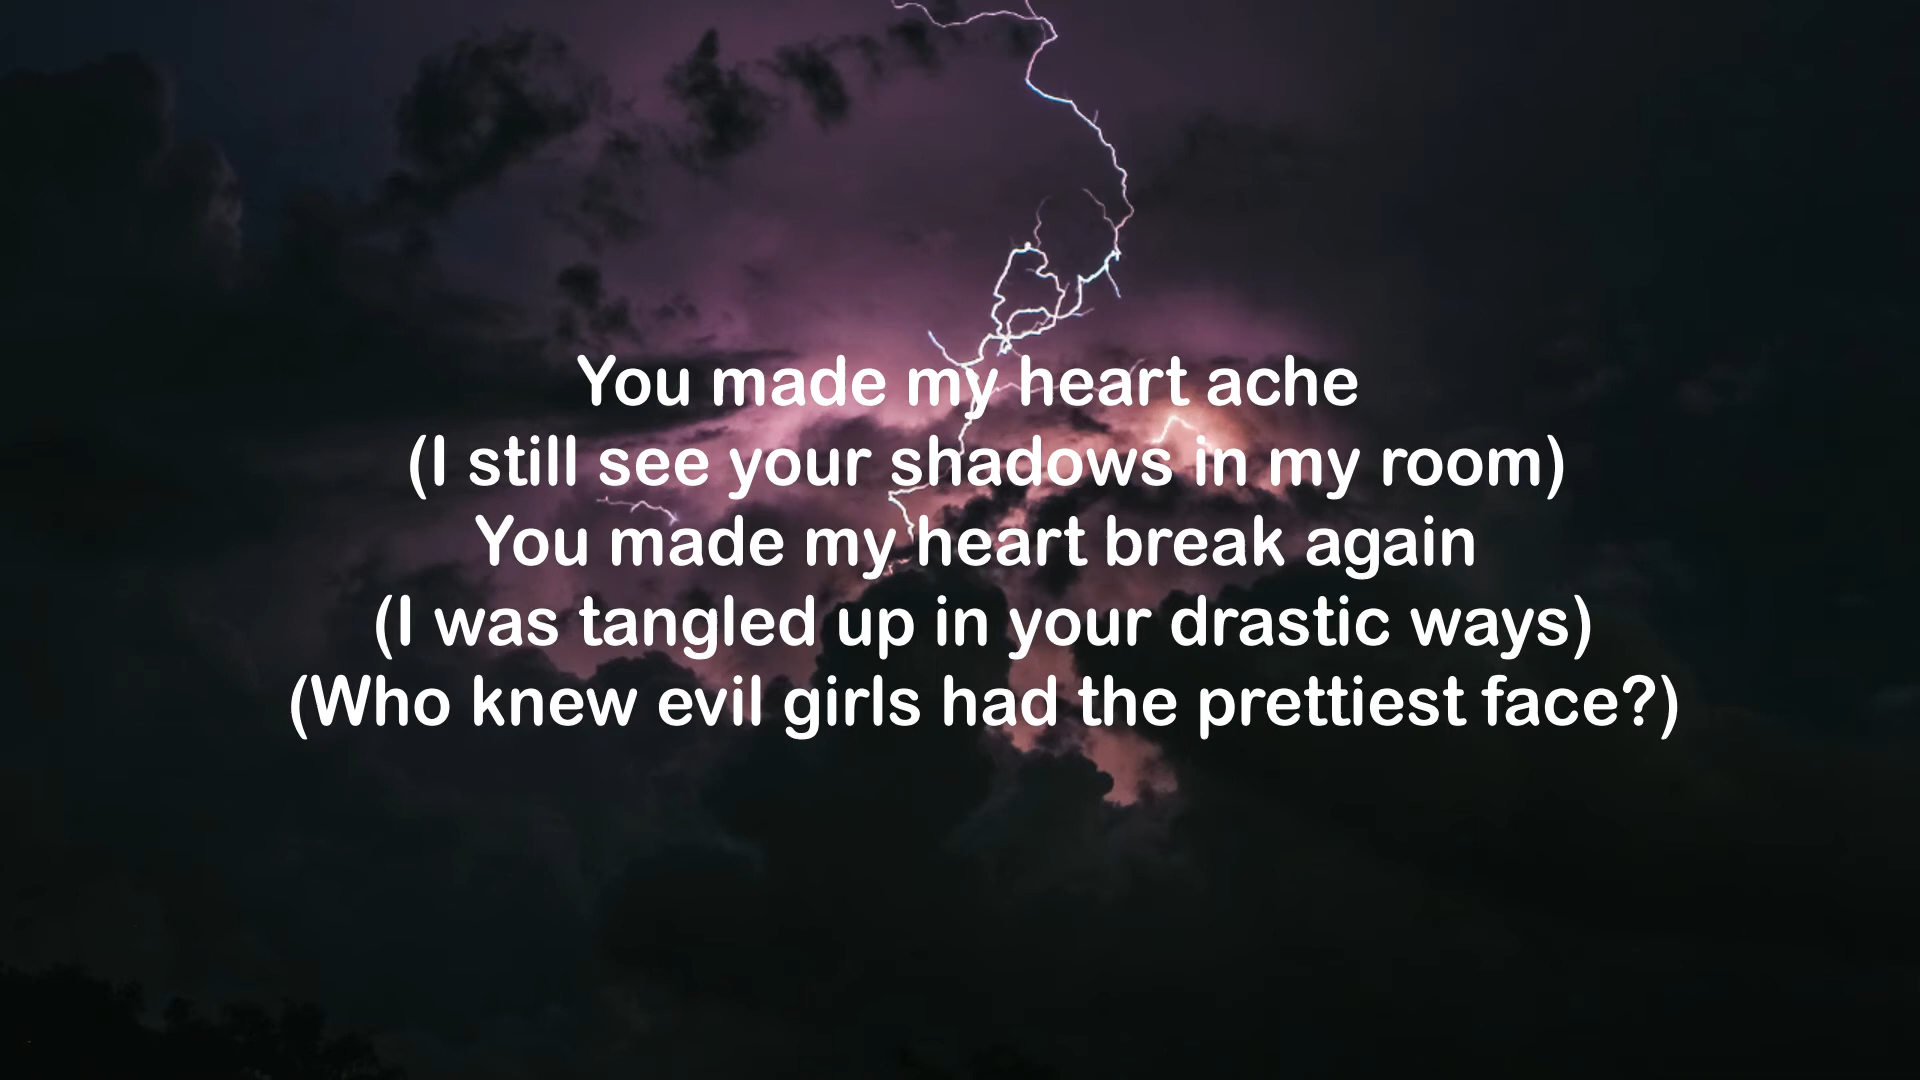 You made my heart ache
(I still see your shadows in my room)
You made my heart break again
(I was tangled up in your drastic ways)
(Who knew evil girls had the prettiest face?)